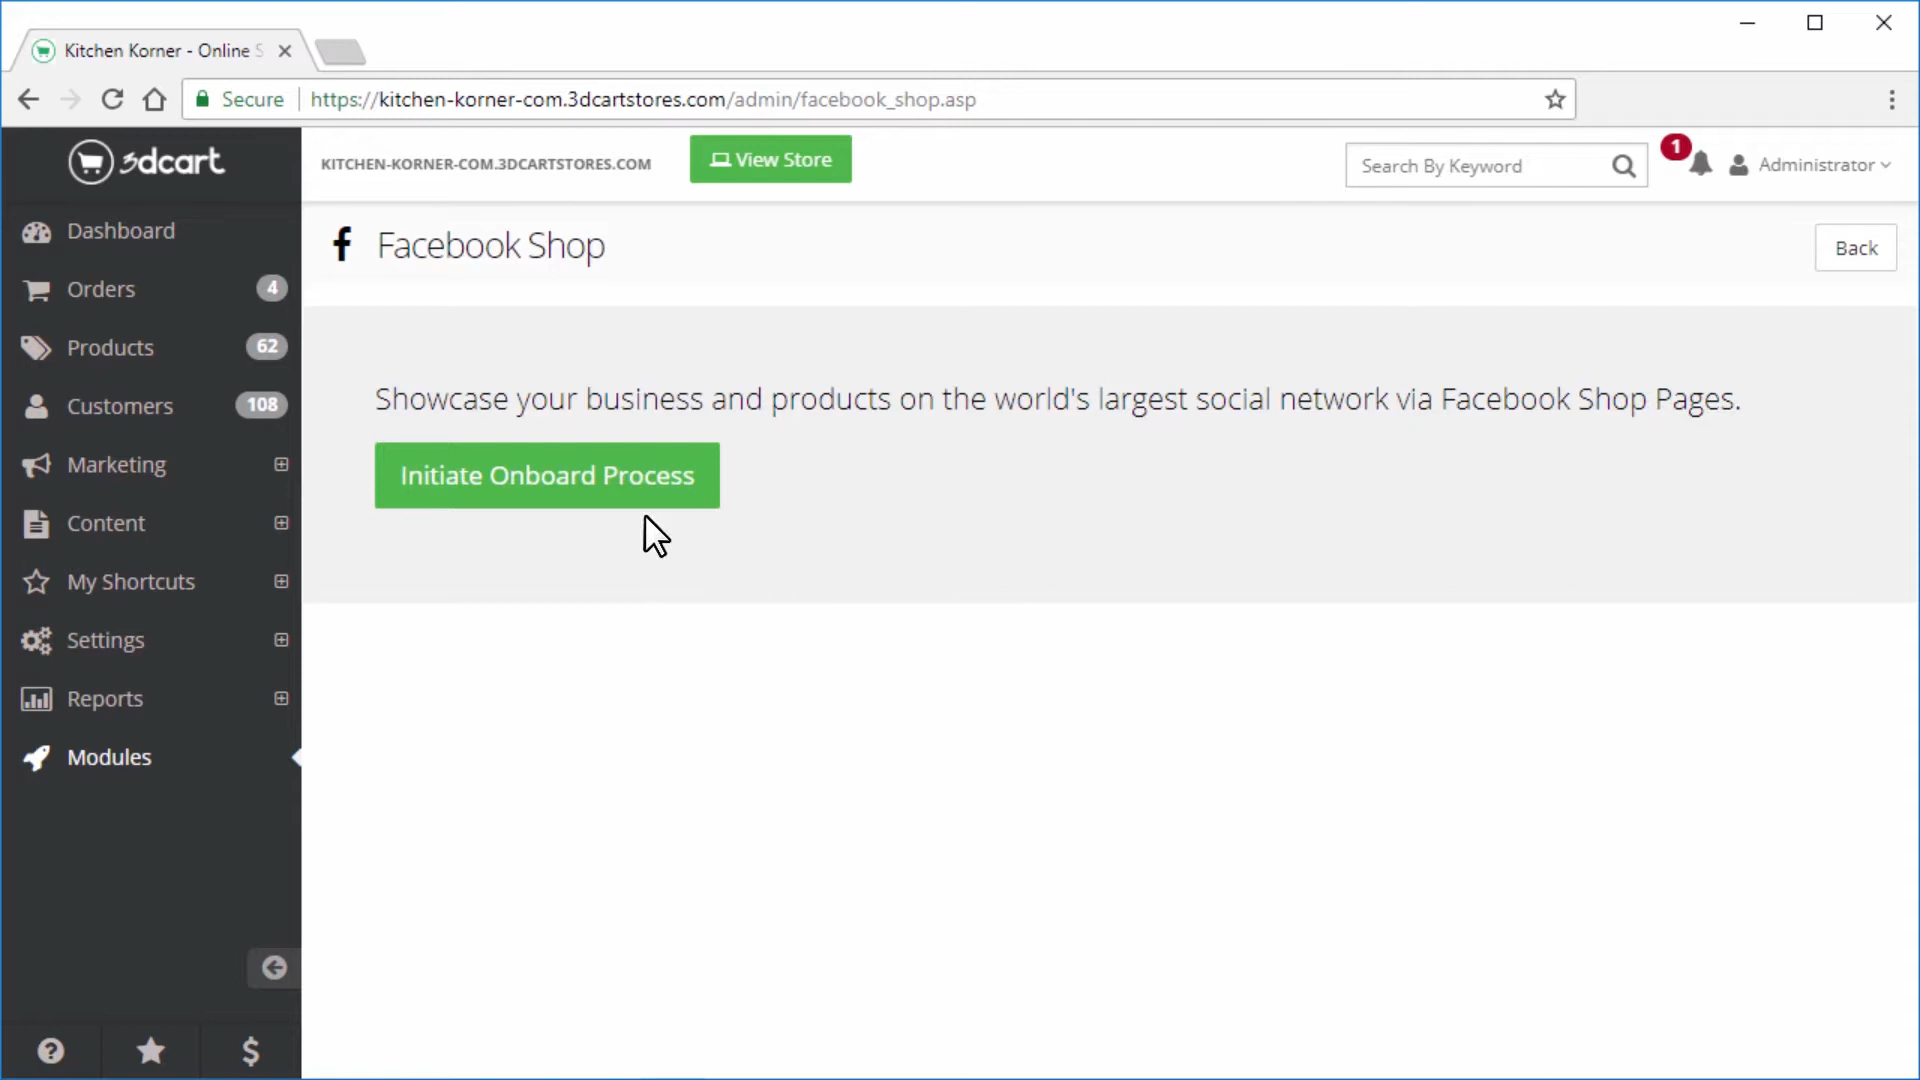 Kitchen Korner - Online S
Secure https://kitchen-korner-com.3dcartstores.com/admin/facebook_shop.asp
3dcart
KITCHEN-KORNER-COM.3DCARTSTORES.COM
View Store
Search By Keyword
1
Administrator
Dashboard
Orders 4
Products 62
Customers 108
Marketing
Content
My Shortcuts
Settings
Reports
Modules
Facebook Shop
Back
Showcase your business and products on the world's largest social network via Facebook Shop Pages.
Initiate Onboard Process